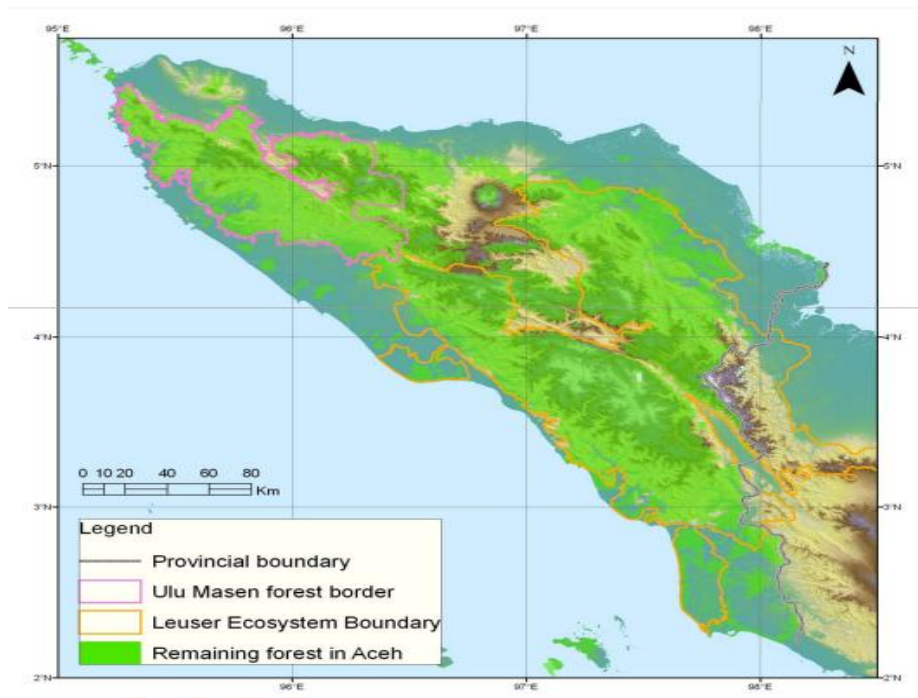 95°E 96°E 97°E 98°E
N
5°N 5°N
4°N 4°N
0 10 20 40 60 80
Km
3°N 3°N
Legend
Provincial boundary
Ulu Masen forest border
Leuser Ecosystem Boundary
Remaining forest in Aceh
2°N 2°N
96°E 97°E 98°E